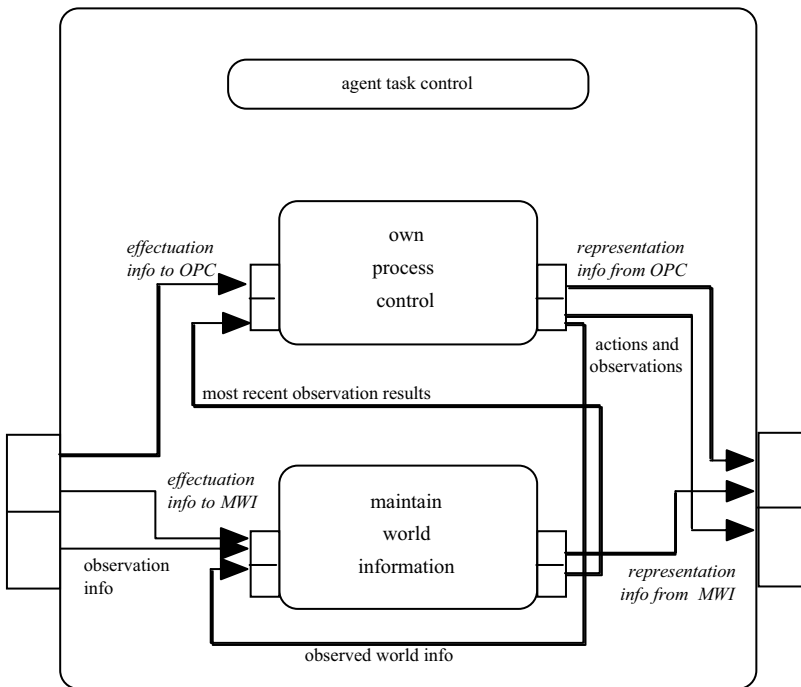 agent task control
own
process
control
effectuation
info to OPC
representation
info from OPC
actions and
observations
most recent observation results
effectuation
info to MWI
maintain
world
information
observation
info
representation
info from MWI
observed world info